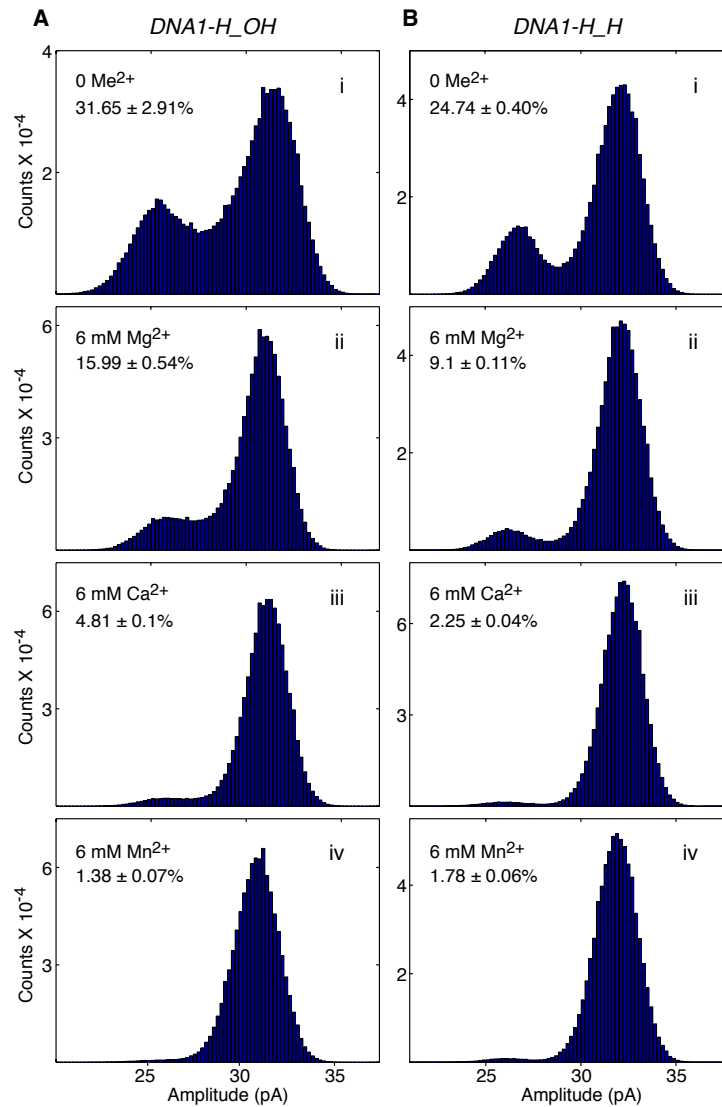 A
DNA1-H_OH
4
2
Counts X 10-4
0 Me2+
31.65 ± 2.91%
i
6
3
Counts X 10-4
6 mM Mg2+
15.99 ± 0.54%
ii
6
3
Counts X 10-4
6 mM Ca2+
4.81 ± 0.1%
iii
6
3
Counts X 10-4
6 mM Mn2+
1.38 ± 0.07%
iv
25 30 35
Amplitude (pA)
B
DNA1-H_H
4
2
0 Me2+
24.74 ± 0.40%
i
4
2
6 mM Mg2+
9.1 ± 0.11%
ii
6
3
6 mM Ca2+
2.25 ± 0.04%
iii
4
2
6 mM Mn2+
1.78 ± 0.06%
iv
25 30 35
Amplitude (pA)